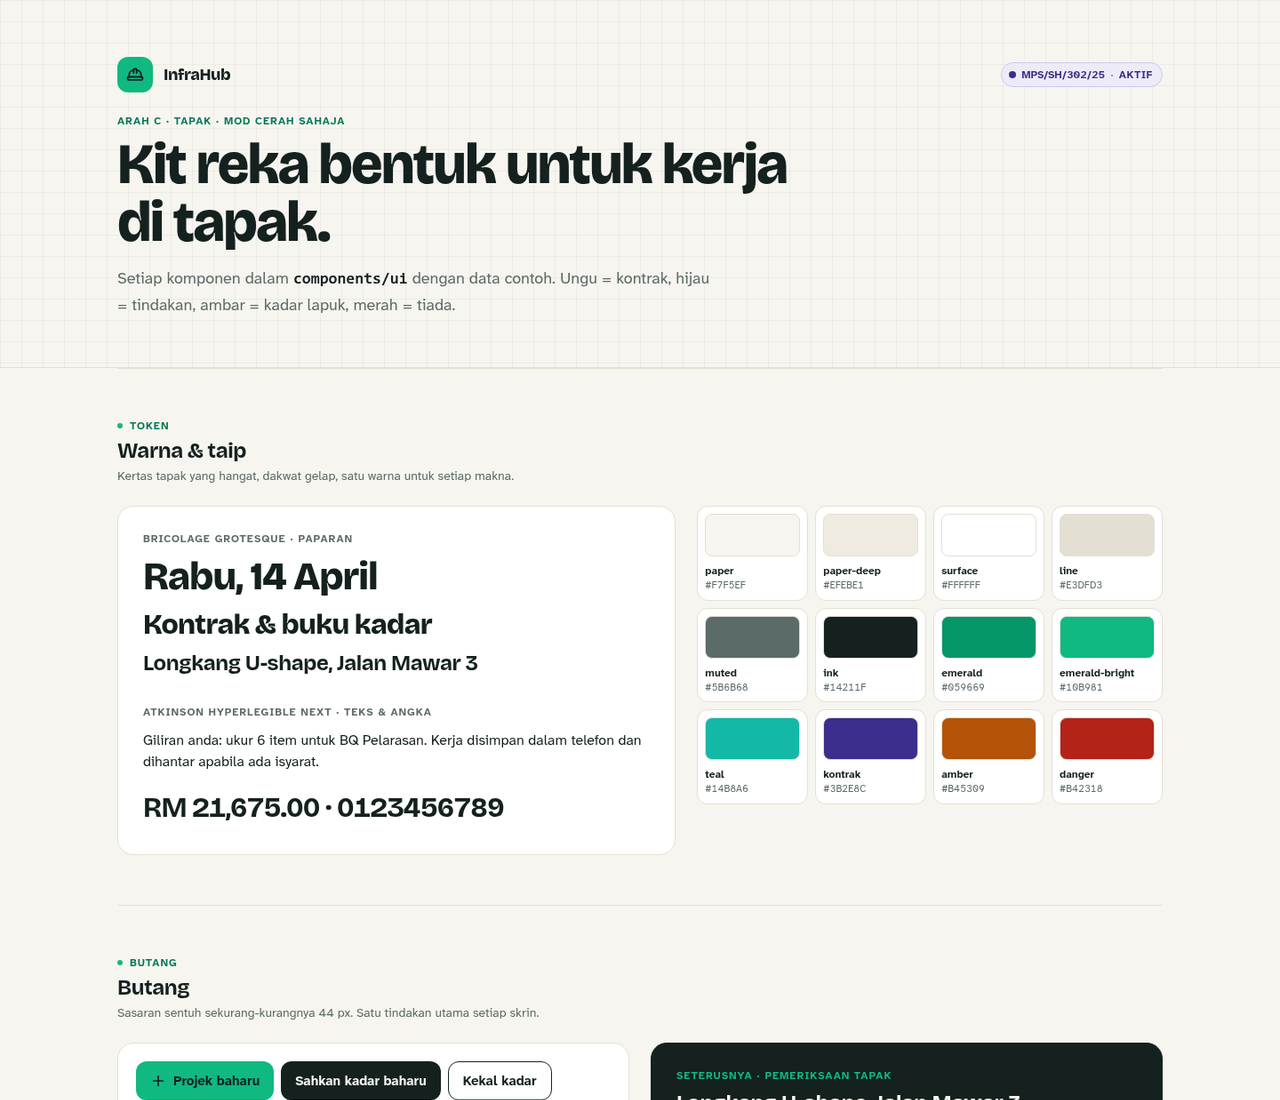 InfraHub
MPS/SH/302/25 · AKTIF
ARAH C · TAPAK · MOD CERAH SAHAJA
Kit reka bentuk untuk kerja
di tapak.
Setiap komponen dalam components/ui dengan data contoh. Ungu = kontrak, hijau
= tindakan, ambar = kadar lapuk, merah = tiada.
TOKEN
Warna & taip
Kertas tapak yang hangat, dakwat gelap, satu warna untuk setiap makna.
BRICOLAGE GROTESQUE · PAPARAN
Rabu, 14 April
Kontrak & buku kadar
Longkang U-shape, Jalan Mawar 3
ATKINSON HYPERLEGIBLE NEXT · TEKS & ANGKA
Giliran anda: ukur 6 item untuk BQ Pelarasan. Kerja disimpan dalam telefon dan
dihantar apabila ada isyarat.
RM 21,675.00 · 0123456789
paper
#F7F5EF
paper-deep
#EFEBE1
surface
#FFFFFF
line
#E3DFD3
muted
#5B6B68
ink
#14211F
emerald
#059669
emerald-bright
#10B981
teal
#14B8A6
kontrak
#3B2E8C
amber
#B45309
danger
#B42318
BUTANG
Butang
Sasaran sentuh sekurang-kurangnya 44 px. Satu tindakan utama setiap skrin.
Projek baharu
Sahkan kadar baharu
Kekal kadar
SETERUSNYA · PEMERIKSAAN TAPAK
Longkang U-shape, Jalan Mawar 3